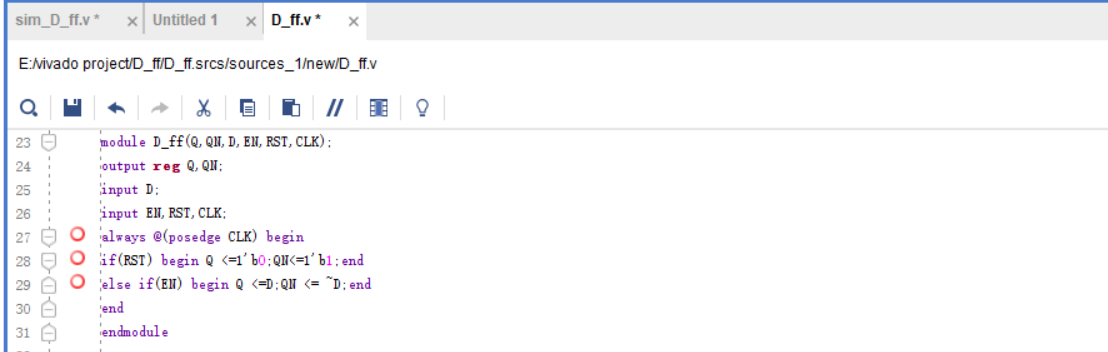 sim_D_ff.v * × Untitled 1 × D_ff.v * ×
E:/vivado project/D_ff/D_ff.srcs/sources_1/new/D_ff.v
23 module D_ff(Q,QN,D,EN,RST,CLK);
24 output reg Q,QN;
25 input D;
26 input EN,RST,CLK;
27 always @(posedge CLK) begin
28 if(RST) begin Q <=1'b0;QN<=1'b1;end
29 else if(EN) begin Q <=D;QN <= ~D;end
30 end
31 endmodule